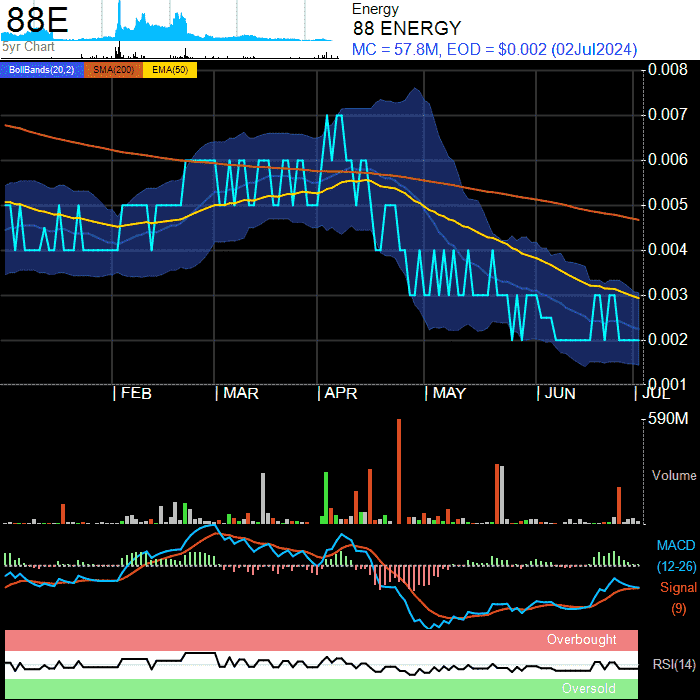 88E
5yr Chart
Energy
88 ENERGY
MC = 57.8M, EOD = $0.002 (02Jul2024)
BollBands(20,2) SMA(200) EMA(50)
0.008
0.007
0.006
0.005
0.004
0.003
0.002
0.001
FEB MAR APR MAY JUN JUL
590M
Volume
MACD
(12-26)
Signal
(9)
Overbought
RSI(14)
Oversold